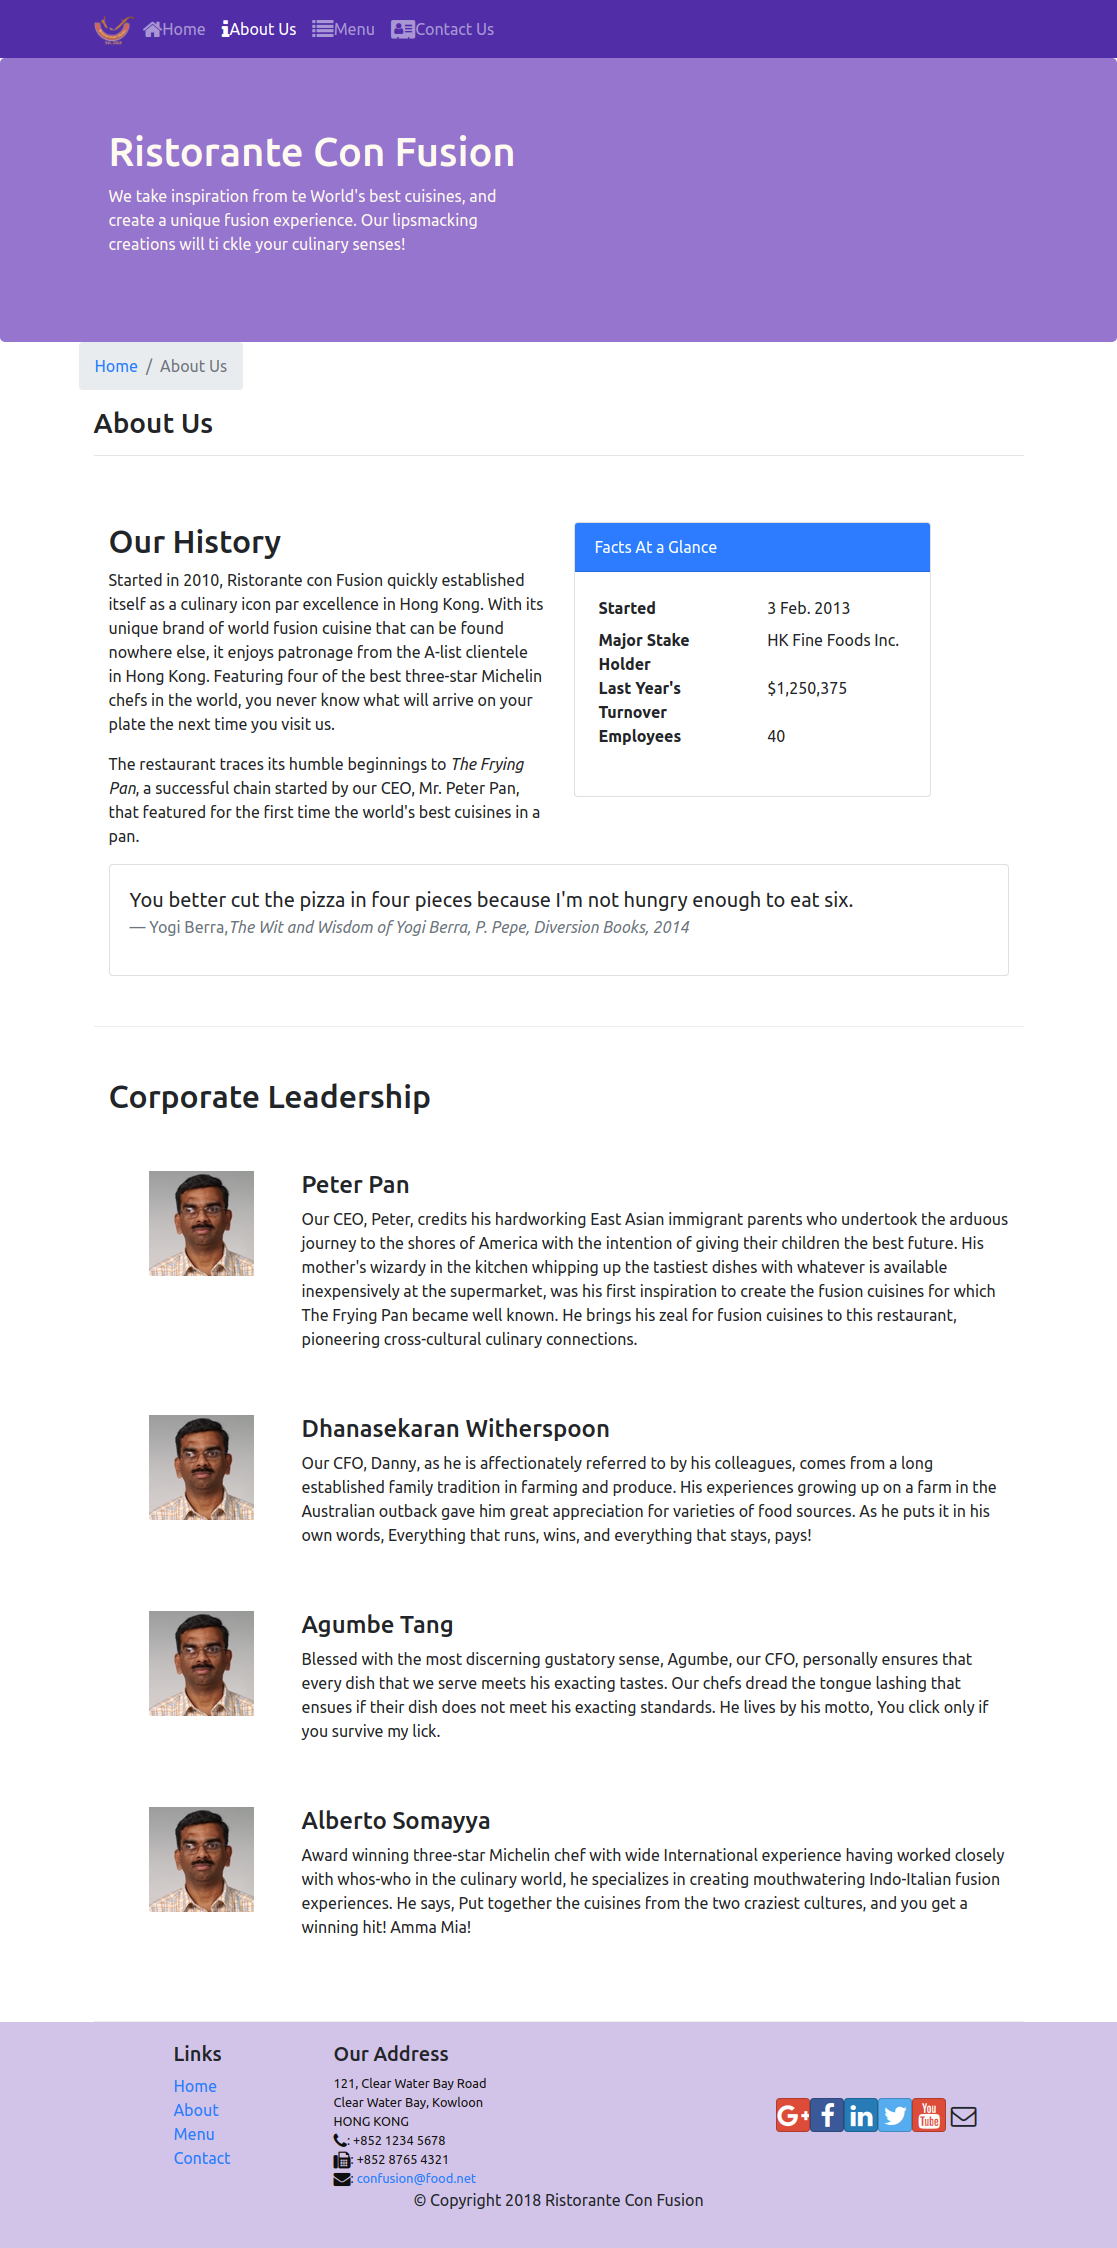 Home About Us Menu Contact Us
Ristorante Con Fusion
We take inspiration from te World's best cuisines, and
create a unique fusion experience. Our lipsmacking
creations will ti ckle your culinary senses!
Home / About Us
About Us
Our History
Started in 2010, Ristorante con Fusion quickly established
itself as a culinary icon par excellence in Hong Kong. With its
unique brand of world fusion cuisine that can be found
nowhere else, it enjoys patronage from the A-list clientele
in Hong Kong. Featuring four of the best three-star Michelin
chefs in the world, you never know what will arrive on your
plate the next time you visit us.
The restaurant traces its humble beginnings to The Frying
Pan, a successful chain started by our CEO, Mr. Peter Pan,
that featured for the first time the world's best cuisines in a
pan.
Facts At a Glance
Started 3 Feb. 2013
Major Stake HK Fine Foods Inc.
Holder
Last Year's $1,250,375
Turnover
Employees 40
You better cut the pizza in four pieces because I'm not hungry enough to eat six.
— Yogi Berra,The Wit and Wisdom of Yogi Berra, P. Pepe, Diversion Books, 2014
Corporate Leadership
Peter Pan
Our CEO, Peter, credits his hardworking East Asian immigrant parents who undertook the arduous
journey to the shores of America with the intention of giving their children the best future. His
mother's wizardy in the kitchen whipping up the tastiest dishes with whatever is available
inexpensively at the supermarket, was his first inspiration to create the fusion cuisines for which
The Frying Pan became well known. He brings his zeal for fusion cuisines to this restaurant,
pioneering cross-cultural culinary connections.
Dhanasekaran Witherspoon
Our CFO, Danny, as he is affectionately referred to by his colleagues, comes from a long
established family tradition in farming and produce. His experiences growing up on a farm in the
Australian outback gave him great appreciation for varieties of food sources. As he puts it in his
own words, Everything that runs, wins, and everything that stays, pays!
Agumbe Tang
Blessed with the most discerning gustatory sense, Agumbe, our CFO, personally ensures that
every dish that we serve meets his exacting tastes. Our chefs dread the tongue lashing that
ensues if their dish does not meet his exacting standards. He lives by his motto, You click only if
you survive my lick.
Alberto Somayya
Award winning three-star Michelin chef with wide International experience having worked closely
with whos-who in the culinary world, he specializes in creating mouthwatering Indo-Italian fusion
experiences. He says, Put together the cuisines from the two craziest cultures, and you get a
winning hit! Amma Mia!
Links
Home
About
Menu
Contact
Our Address
121, Clear Water Bay Road
Clear Water Bay, Kowloon
HONG KONG
: +852 1234 5678
: +852 8765 4321
: confusion@food.net
G+ f in You Tube
© Copyright 2018 Ristorante Con Fusion